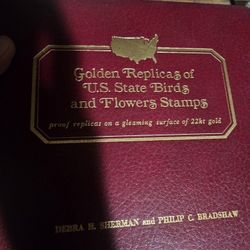 Golden Replicas of
U.S. State Birds
and Flowers Stamps
proof replicas on a gleaming surface of 22kt gold
DEBRA H. SHERMAN and PHILIP C. BRADSHAW